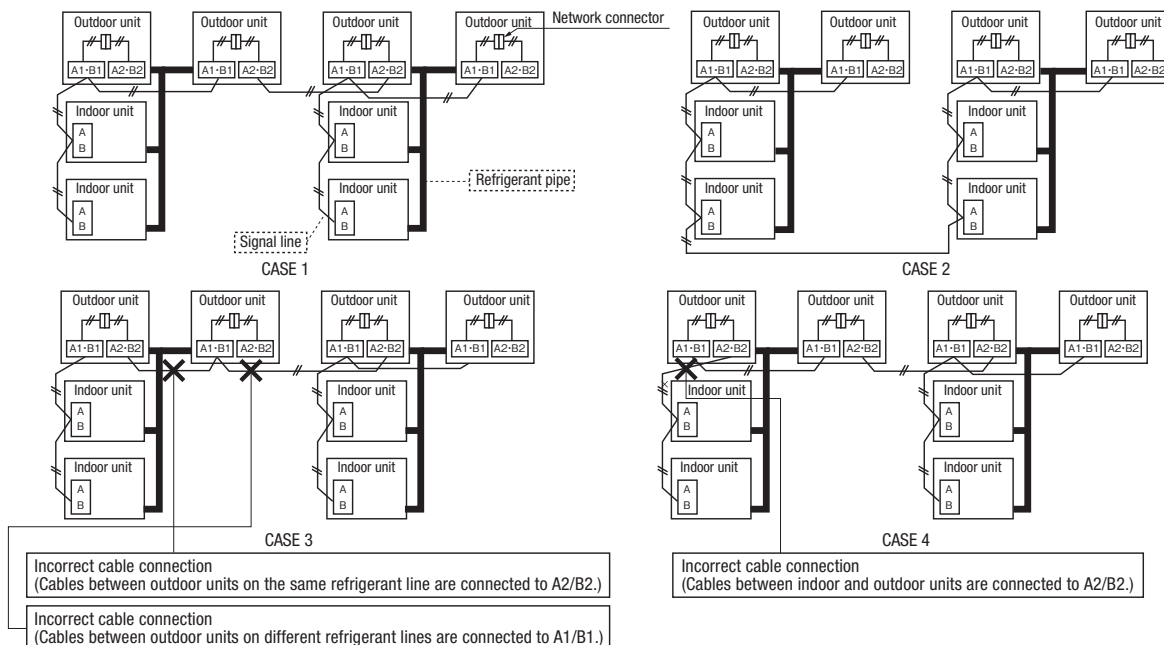 Outdoor unit Outdoor unit Outdoor unit Outdoor unit Network connector Outdoor unit Outdoor unit Outdoor unit Outdoor unit
A1•B1 A2•B2 A1•B1 A2•B2 A1•B1 A2•B2 A1•B1 A2•B2 A1•B1 A2•B2 A1•B1 A2•B2 A1•B1 A2•B2 A1•B1 A2•B2
Indoor unit Indoor unit Indoor unit Indoor unit
A A A A
B B B B
Indoor unit Indoor unit Refrigerant pipe Indoor unit Indoor unit
A A A A
B B B B
Signal line
CASE 1 CASE 2
Outdoor unit Outdoor unit Outdoor unit Outdoor unit Outdoor unit Outdoor unit Outdoor unit Outdoor unit
A1•B1 A2•B2 A1•B1 A2•B2 A1•B1 A2•B2 A1•B1 A2•B2 A1•B1 A2•B2 A1•B1 A2•B2 A1•B1 A2•B2 A1•B1 A2•B2
Indoor unit Indoor unit Indoor unit Indoor unit
A A A A
B B B B
Indoor unit Indoor unit Indoor unit Indoor unit
A A A A
B B B B
CASE 3 CASE 4
Incorrect cable connection
(Cables between outdoor units on the same refrigerant line are connected to A2/B2.)
Incorrect cable connection
(Cables between indoor and outdoor units are connected to A2/B2.)
Incorrect cable connection
(Cables between outdoor units on different refrigerant lines are connected to A1/B1.)